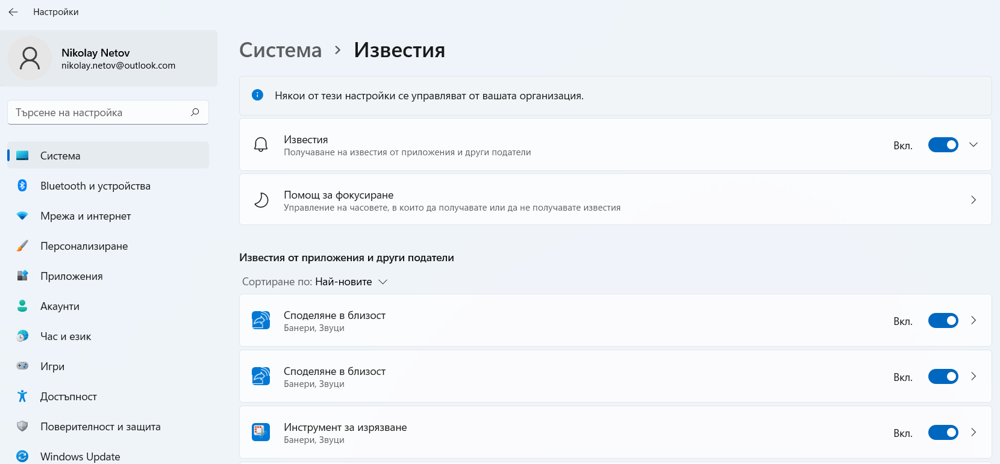 Настройки
Nikolay Netov
nikolay.netov@outlook.com
Търсене на настройка
Система
Bluetooth и устройства
Мрежа и интернет
Персонализиране
Приложения
Акаунти
Час и език
Игри
Достъпност
Поверителност и защита
Windows Update
Система > Известия
Някои от тези настройки се управляват от вашата организация.
Известия
Получаване на известия от приложения и други податели
Вкл.
Помощ за фокусиране
Управление на часовете, в които да получавате или да не получавате известия
Известия от приложения и други податели
Сортиране по: Най-новите
Споделяне в близост
Банери, Звуци
Вкл.
Споделяне в близост
Банери, Звуци
Вкл.
Инструмент за изрязване
Банери, Звуци
Вкл.